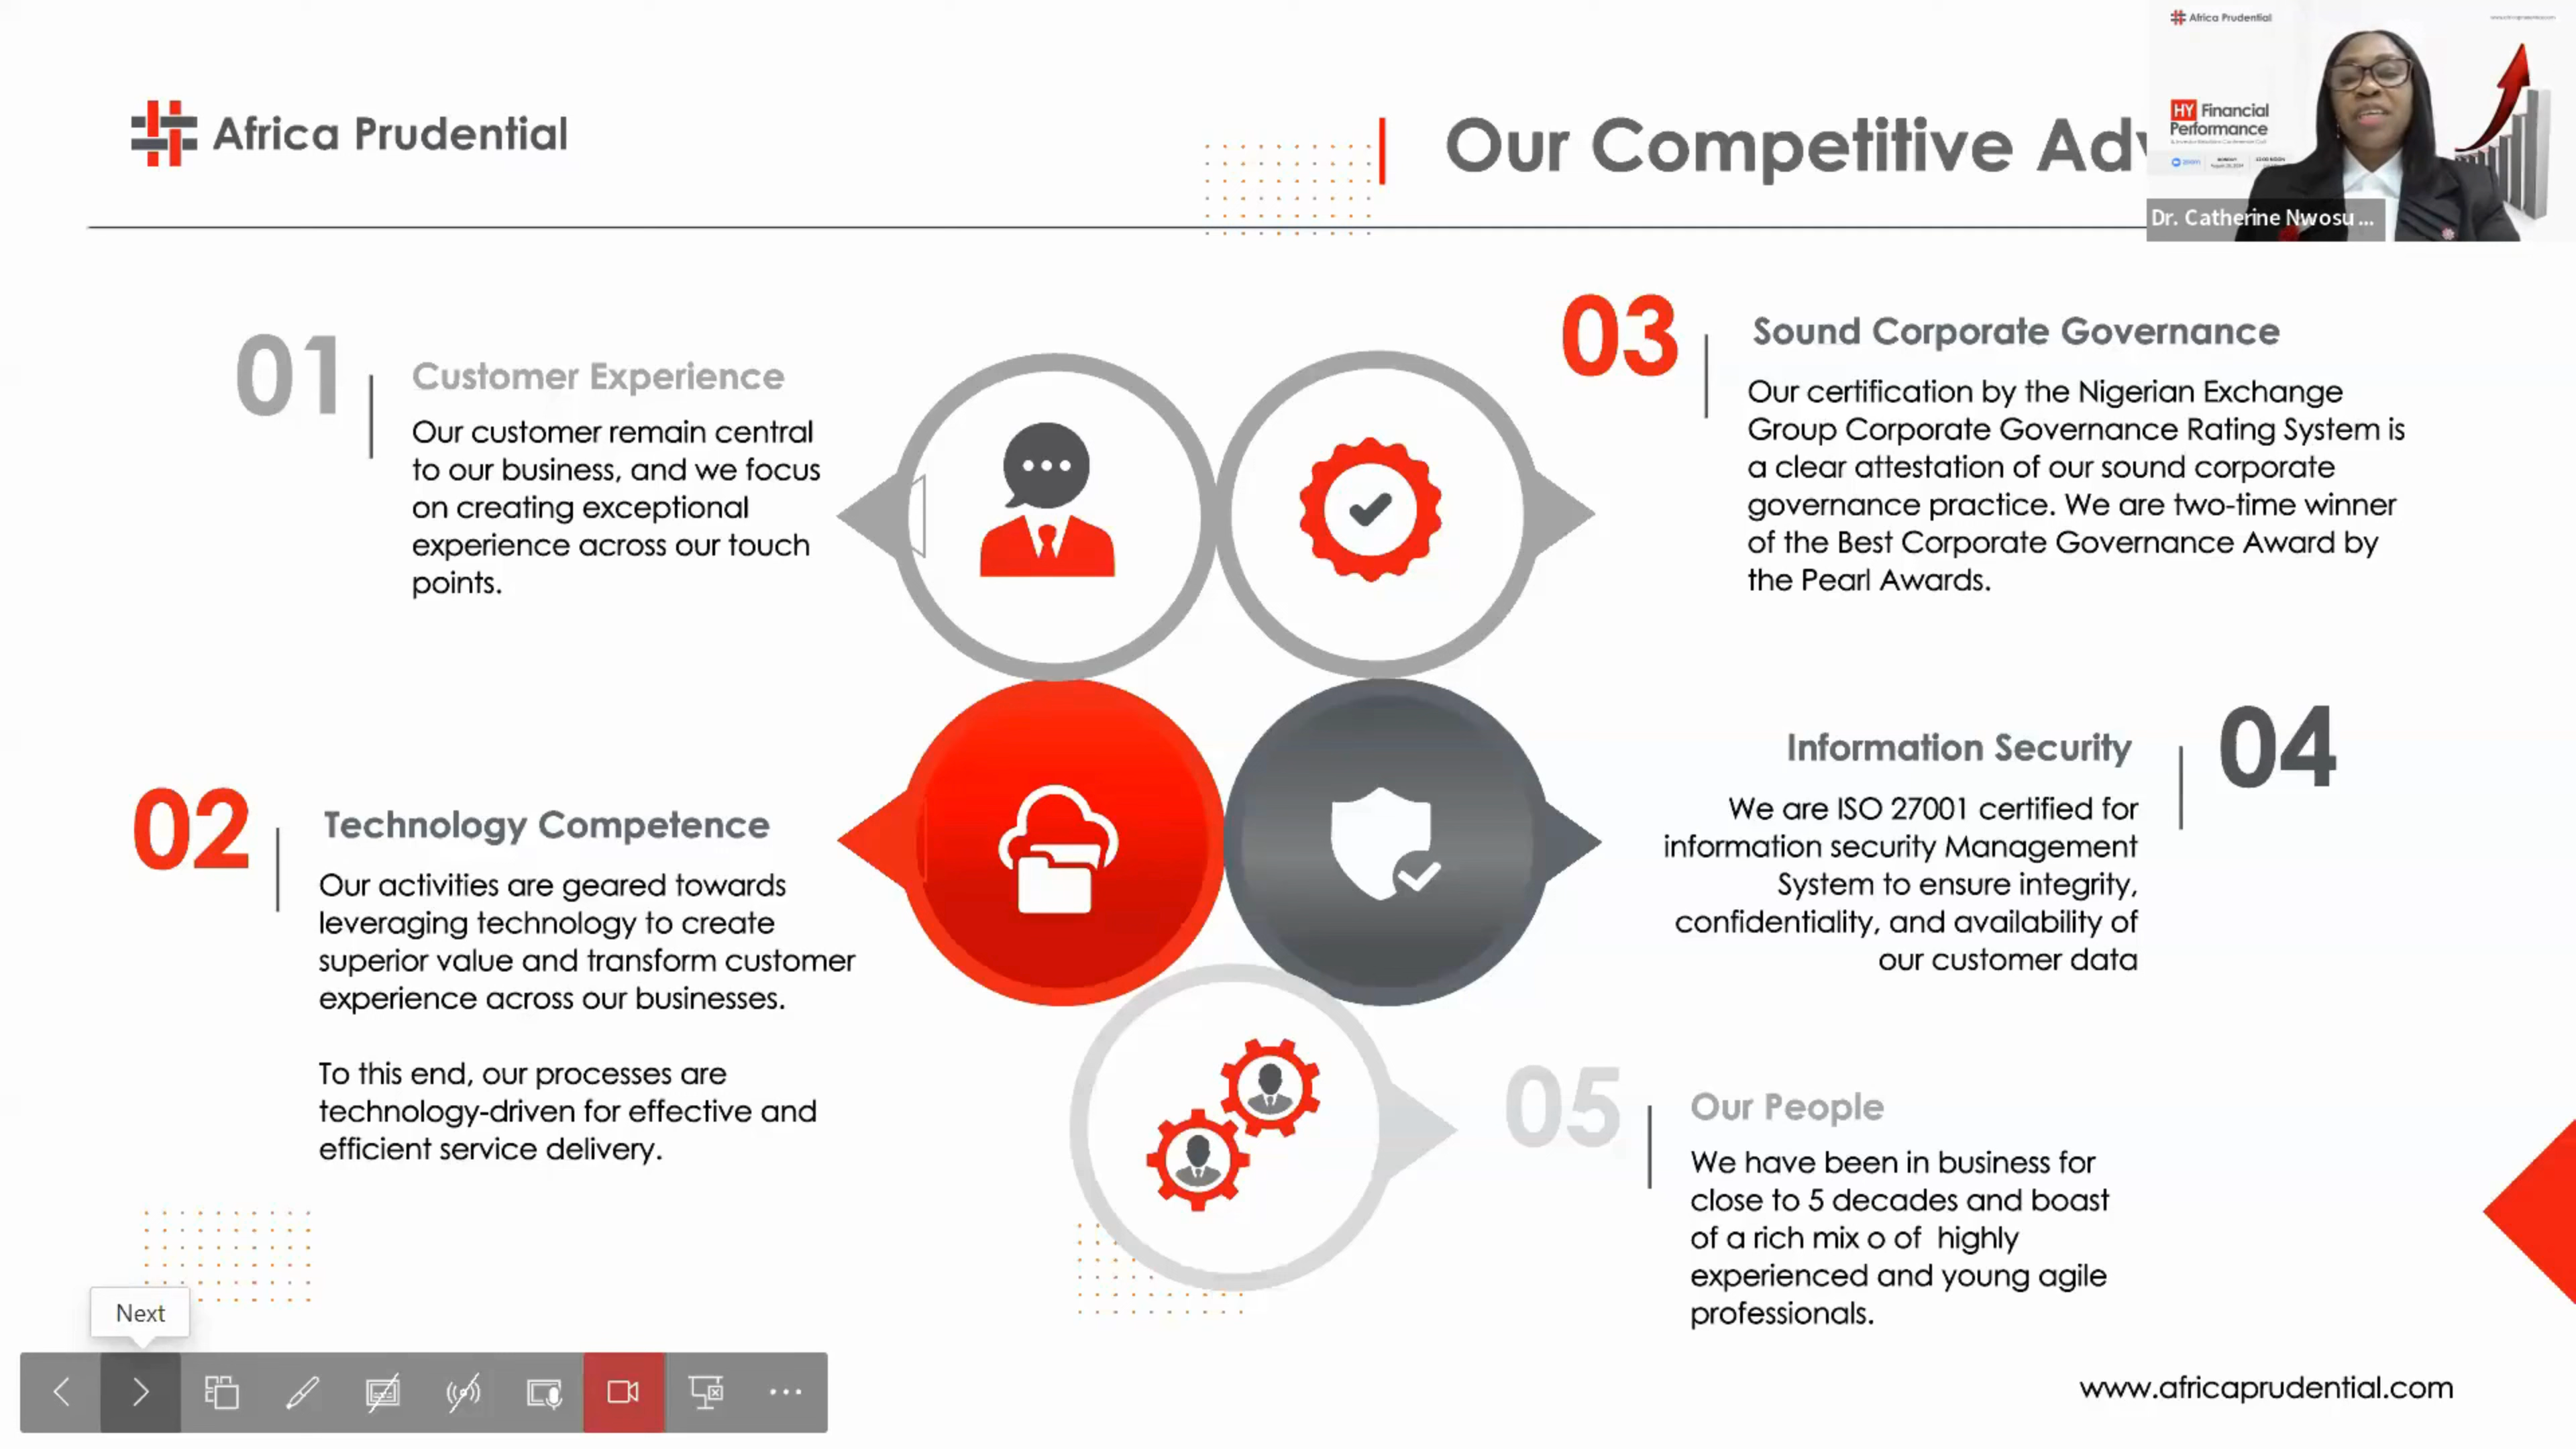 Africa Prudential
Our Competitive Adv
Africa Prudential
HY Financial
Performance
Dr. Catherine Nwosu ...
01
Customer Experience
Our customer remain central
to our business, and we focus
on creating exceptional
experience across our touch
points.
02
Technology Competence
Our activities are geared towards
leveraging technology to create
superior value and transform customer
experience across our businesses.
To this end, our processes are
technology-driven for effective and
efficient service delivery.
03
Sound Corporate Governance
Our certification by the Nigerian Exchange
Group Corporate Governance Rating System is
a clear attestation of our sound corporate
governance practice. We are two-time winner
of the Best Corporate Governance Award by
the Pearl Awards.
Information Security
04
We are ISO 27001 certified for
information security Management
System to ensure integrity,
confidentiality, and availability of
our customer data
05
Our People
We have been in business for
close to 5 decades and boast
of a rich mix o of highly
experienced and young agile
professionals.
Next
www.africaprudential.com